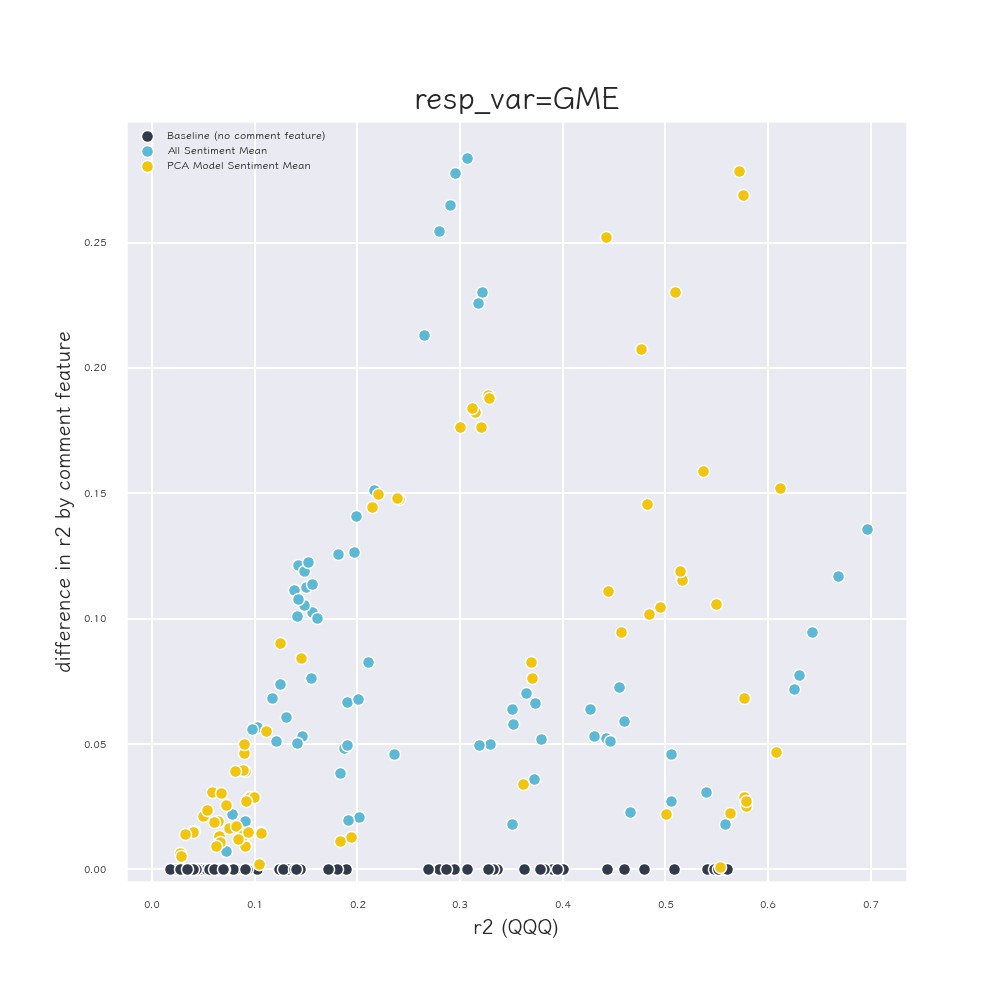 resp_var=GME
Baseline (no comment feature)
All Sentiment Mean
PCA Model Sentiment Mean
0.25
0.20
0.15
0.10
0.05
0.00
difference in r2 by comment feature
0.0 0.1 0.2 0.3 0.4 0.5 0.6 0.7
r2 (QQQ)